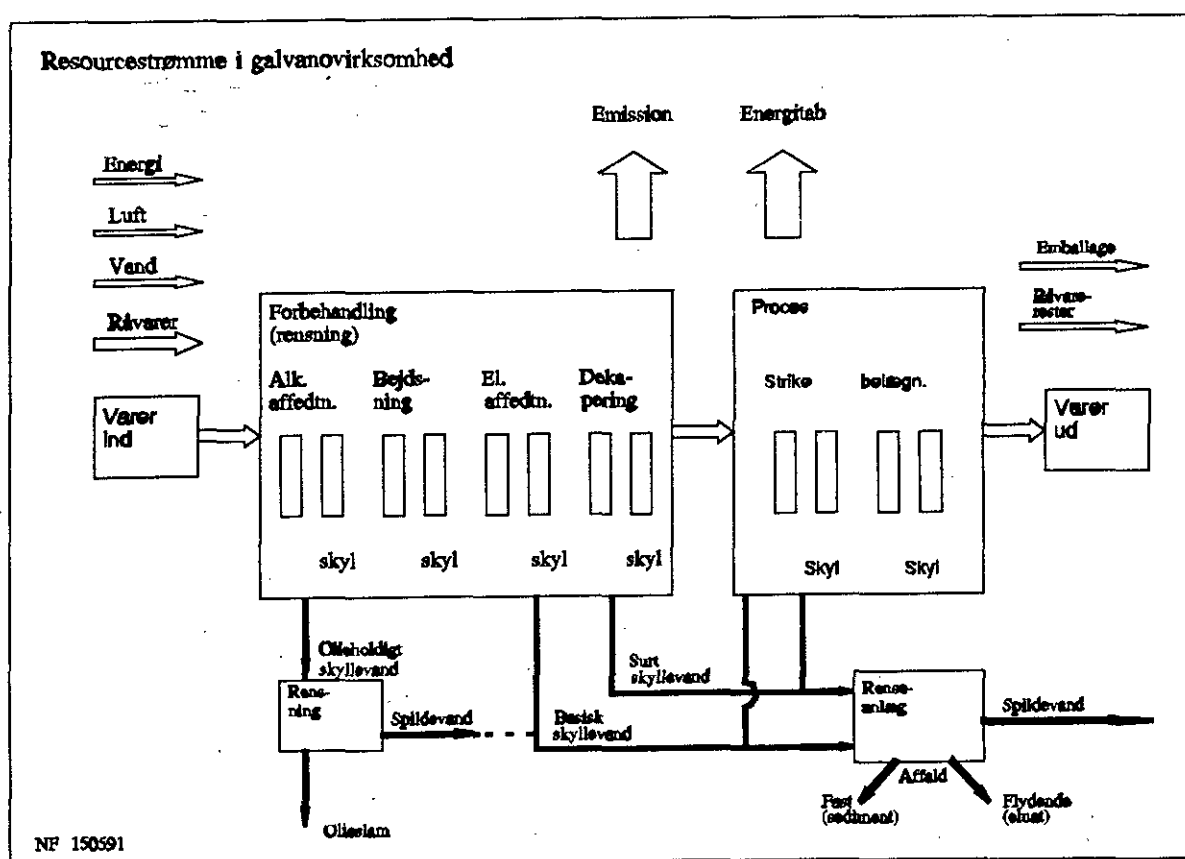 Resourcestrømme i galvanovirksomhed
Emission
Energitab
Energi
Luft
Vand
Råvarer
Emballage
Råvare-
rester
Forbehandling
(rensning)
Alk.
affedtn.
Bejds-
ning
El.
affedtn.
Deka-
pering
skyl
skyl
skyl
skyl
Proces
Strike
belægn.
Skyl
Skyl
Varer
ind
Varer
ud
Olieholdigt
skyllevand
Rens-
ning
Spildevand
Olieslam
Surt
skyllevand
Basisk
skyllevand
Rense-
anlæg
Spildevand
Affald
Fast
(sediment)
Flydende
(eluat)
NF 150591